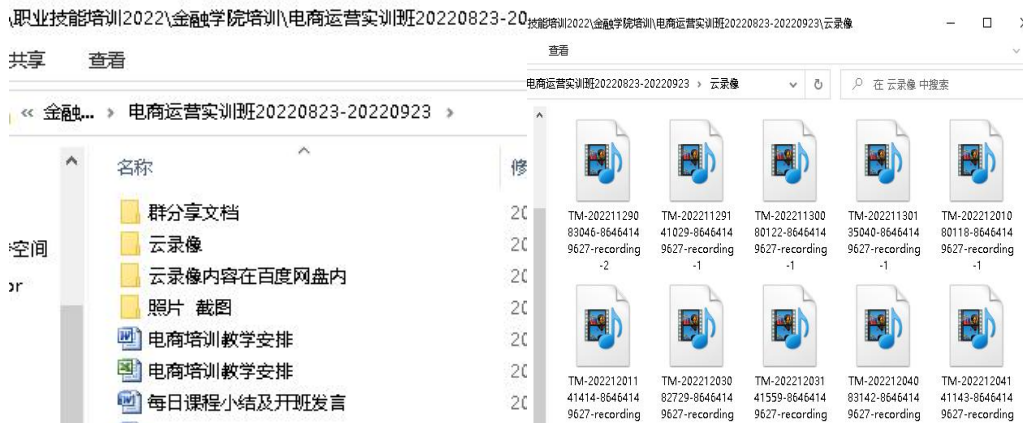 \职业技能培训2022\金融学院培训\电商运营实训班20220823-20
共享 查看
« 金融... › 电商运营实训班20220823-20220923 ›
名称 修
群分享文档 20
云录像 20
云录像内容在百度网盘内 20
照片 截图 20
电商培训教学安排 20
电商培训教学安排 20
每日课程小结及开班发言 20
空间
or
技能培训2022\金融学院培训\电商运营实训班20220823-20220923\云录像
查看
电商运营实训班20220823-20220923 › 云录像
在 云录像 中搜索
TM-202211290 TM-202211291 TM-202211300 TM-202211301 TM-202212010
83046-8646414 41029-8646414 80122-8646414 35040-8646414 80118-8646414
9627-recording 9627-recording 9627-recording 9627-recording 9627-recording
-2 -1 -1 -1 -1
TM-202212011 TM-202212030 TM-202212031 TM-202212040 TM-202212041
41414-8646414 82729-8646414 41559-8646414 83142-8646414 41143-8646414
9627-recording 9627-recording 9627-recording 9627-recording 9627-recording